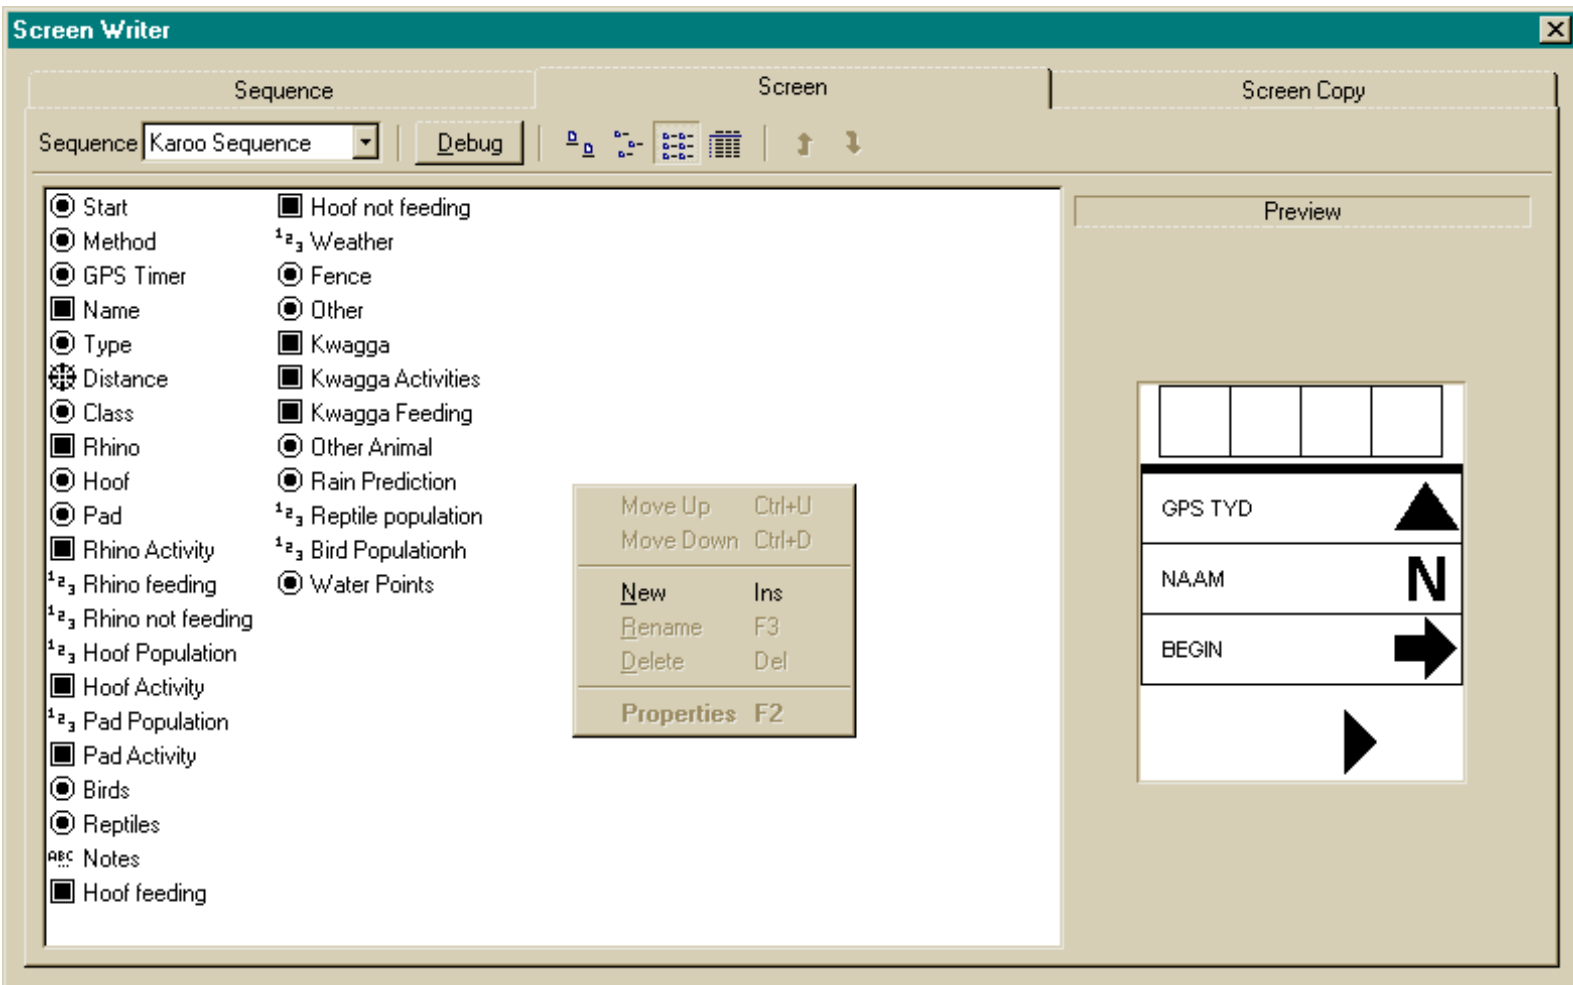 Screen Writer
Sequence
Screen
Screen Copy
Sequence Karoo Sequence Debug
Start
Method
GPS Timer
Name
Type
Distance
Class
Rhino
Hoof
Pad
Rhino Activity
Rhino feeding
Rhino not feeding
Hoof Population
Hoof Activity
Pad Population
Pad Activity
Birds
Reptiles
ABC Notes
Hoof feeding
Hoof not feeding
Weather
Fence
Other
Kwagga
Kwagga Activities
Kwagga Feeding
Other Animal
Rain Prediction
Reptile population
Bird Populationh
Water Points
Move Up Ctrl+U
Move Down Ctrl+D
New Ins
Rename F3
Delete Del
Properties F2
Preview
GPS TYD
NAAM N
BEGIN